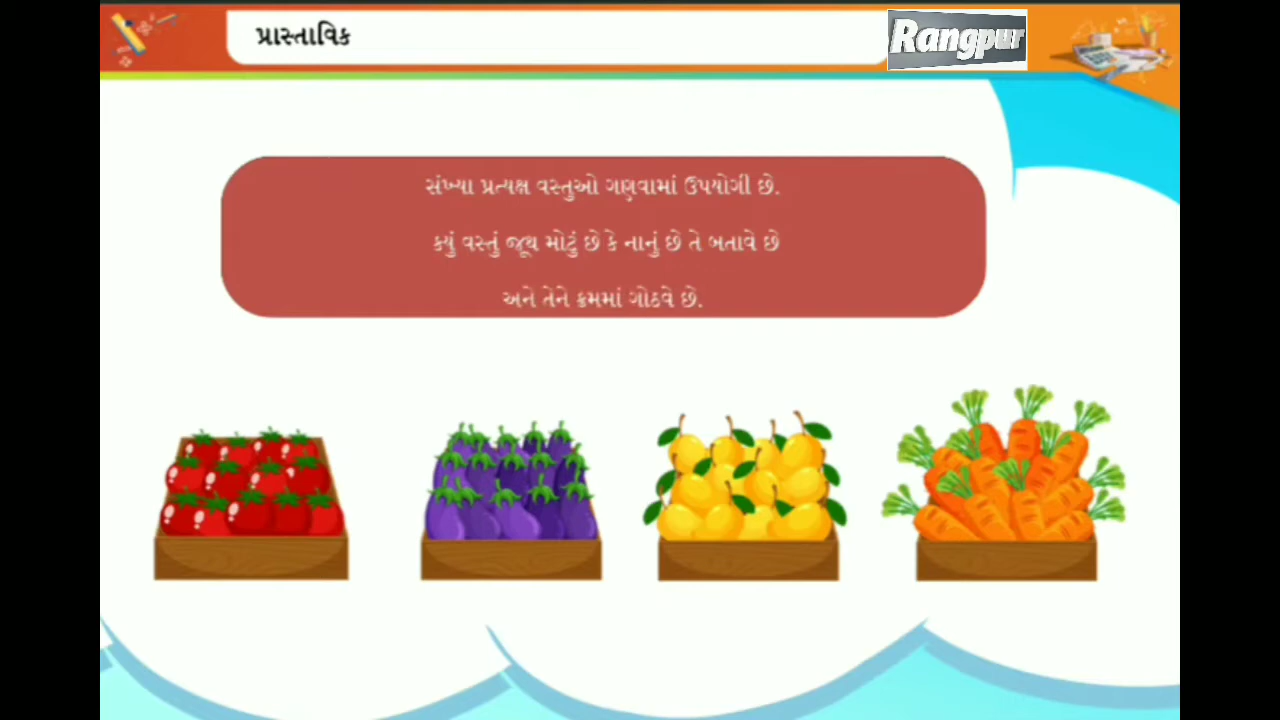 પ્રાસ્તાવિક
Rangpur
સંખ્યા પ્રત્યક્ષ વસ્તુઓ ગણવામાં ઉપયોગી છે.
કયું વસ્તું જૂથ મોટું છે કે નાનું છે તે બતાવે છે
અને તેને ક્રમમાં ગોઠવે છે.